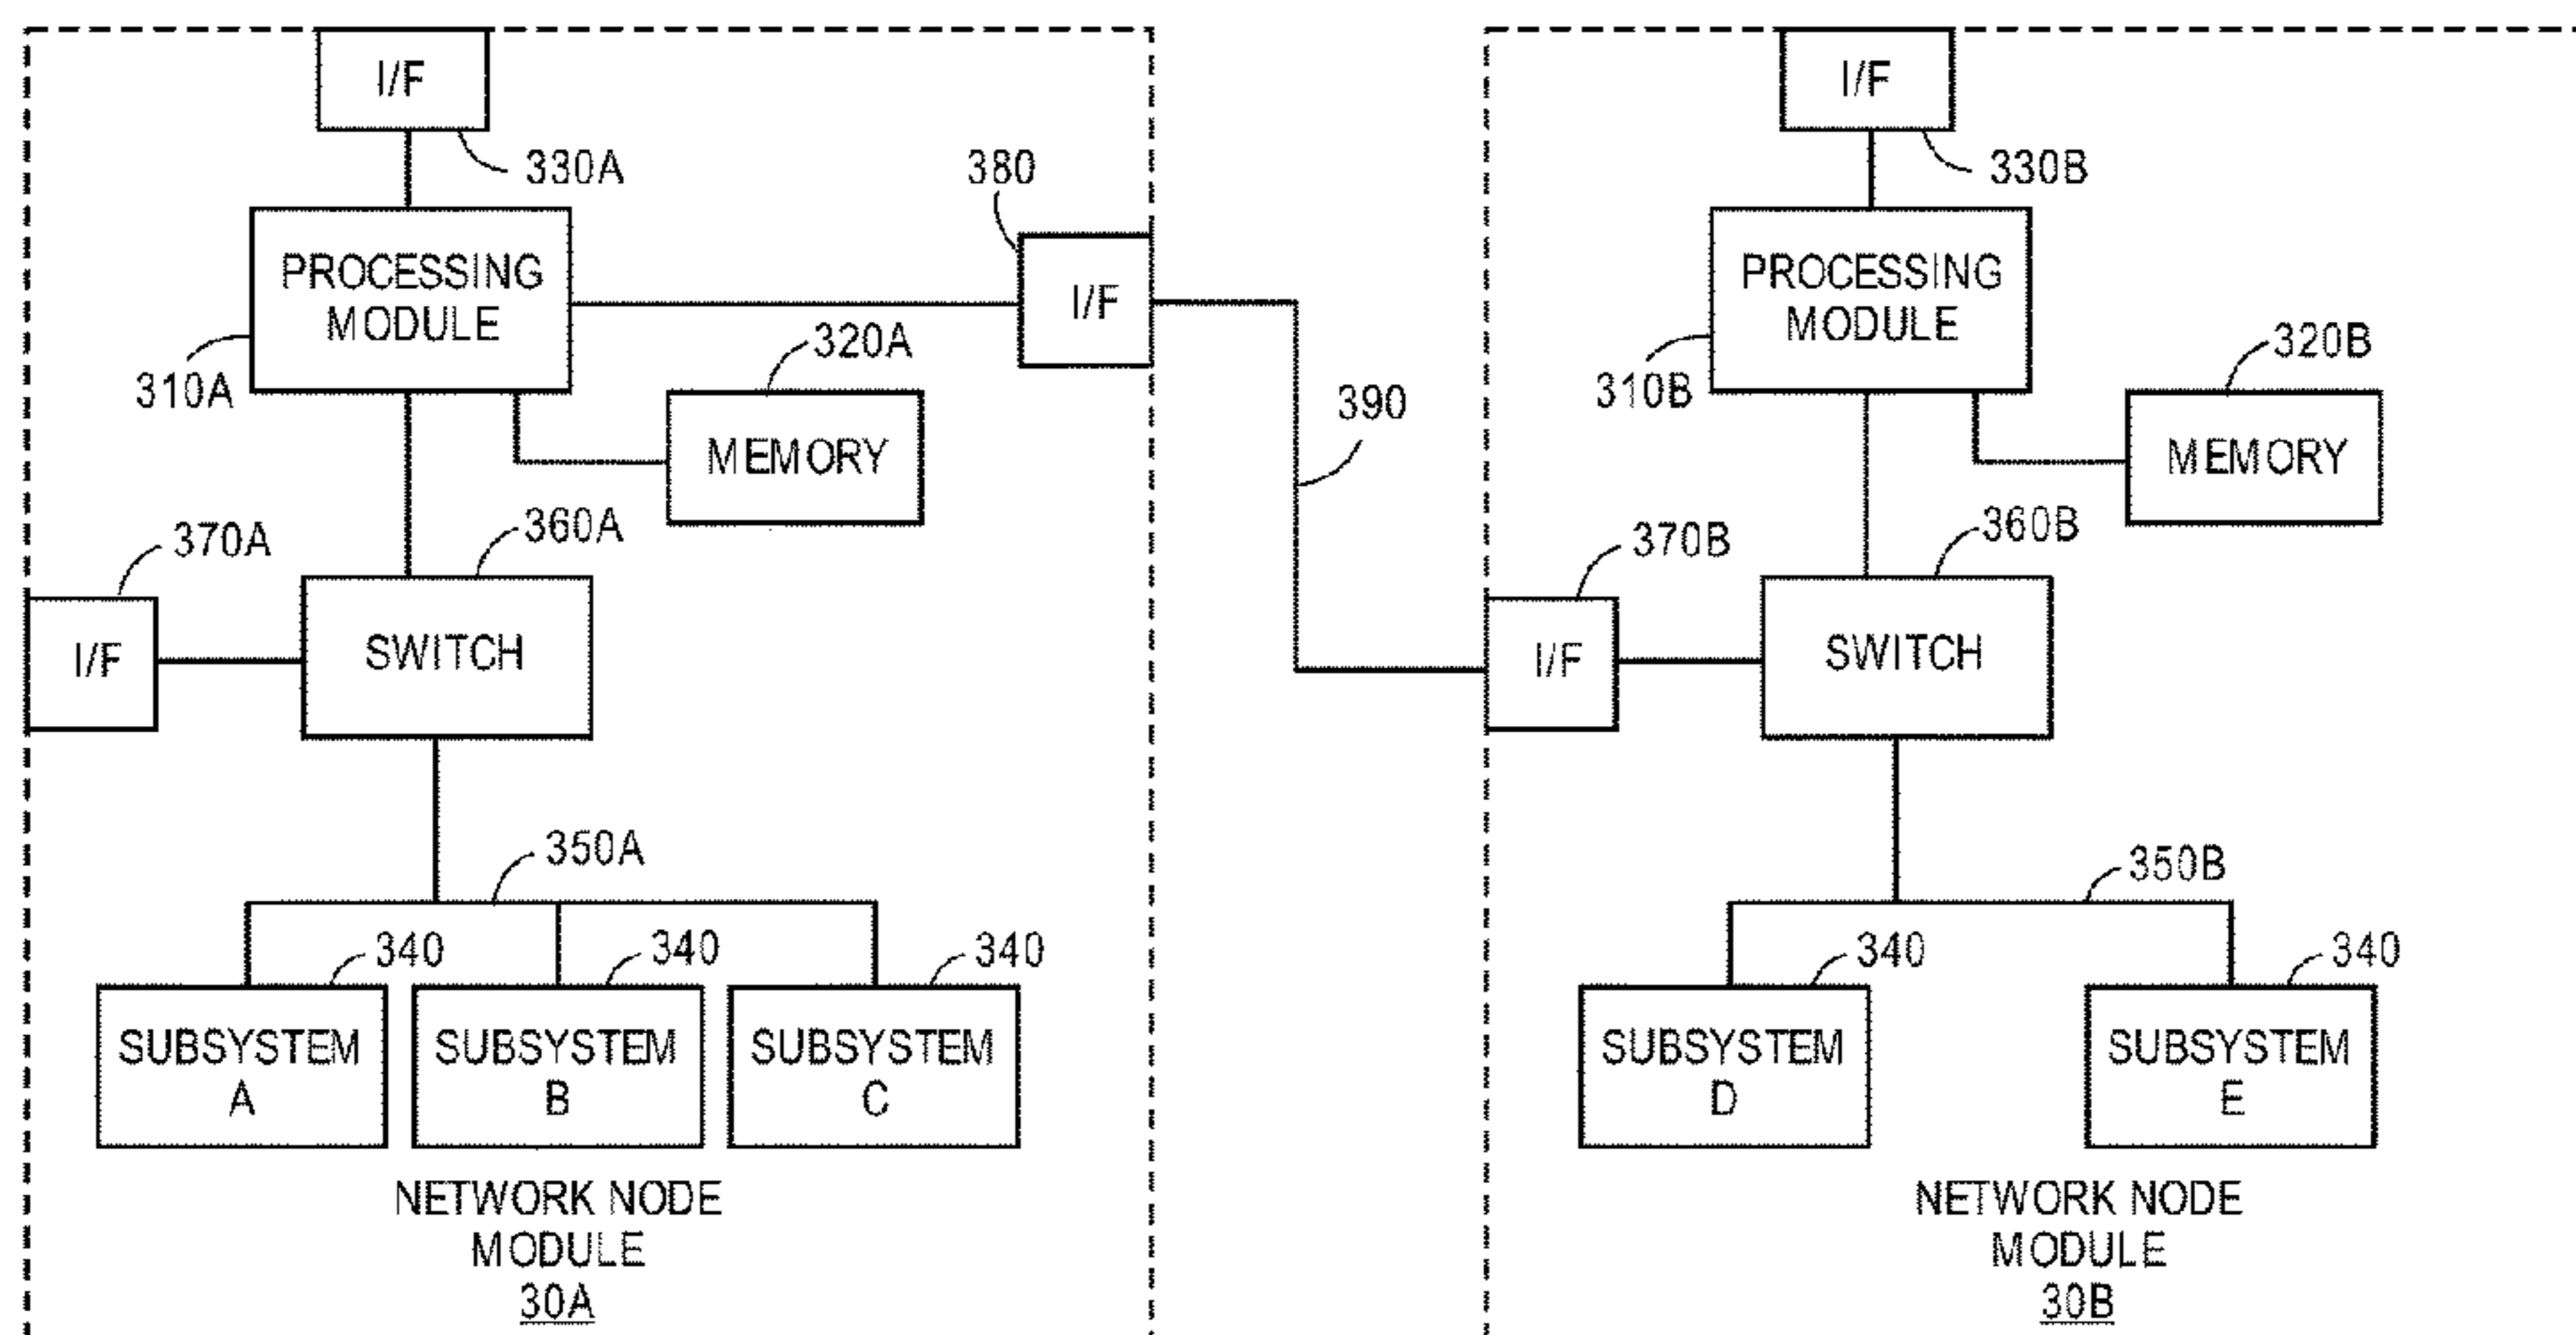 I/F
330A
PROCESSING
MODULE
310A
380
I/F
320A
MEMORY
370A
360A
I/F
SWITCH
350A
340
340
340
SUBSYSTEM
A
SUBSYSTEM
B
SUBSYSTEM
C
NETWORK NODE
MODULE
30A
390
I/F
330B
PROCESSING
MODULE
310B
320B
MEMORY
370B
360B
I/F
SWITCH
350B
340
340
SUBSYSTEM
D
SUBSYSTEM
E
NETWORK NODE
MODULE
30B